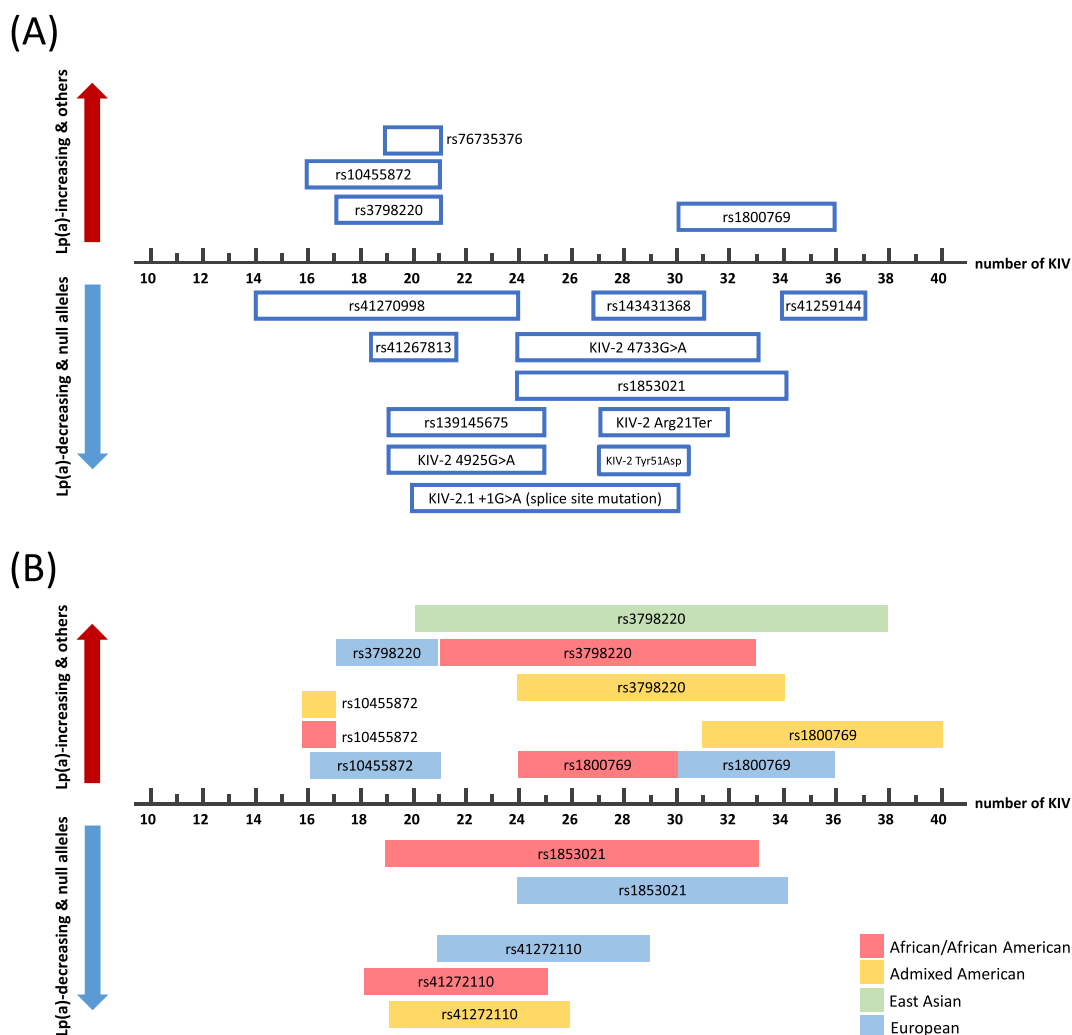 (A)
Lp(a)-increasing & others
rs76735376
rs10455872
rs3798220
rs1800769
10 12 14 16 18 20 22 24 26 28 30 32 34 36 38 40
number of KIV
Lp(a)-decreasing & null alleles
rs41270998
rs143431368
rs41259144
rs41267813
KIV-2 4733G>A
rs1853021
rs139145675
KIV-2 Arg21Ter
KIV-2 4925G>A
KIV-2 Tyr51Asp
KIV-2.1 +1G>A (splice site mutation)
(B)
Lp(a)-increasing & others
rs3798220
rs3798220
rs3798220
rs3798220
rs10455872
rs10455872
rs1800769
rs10455872
rs1800769
rs1800769
10 12 14 16 18 20 22 24 26 28 30 32 34 36 38 40
number of KIV
Lp(a)-decreasing & null alleles
rs1853021
rs1853021
rs41272110
rs41272110
rs41272110
African/African American
Admixed American
East Asian
European